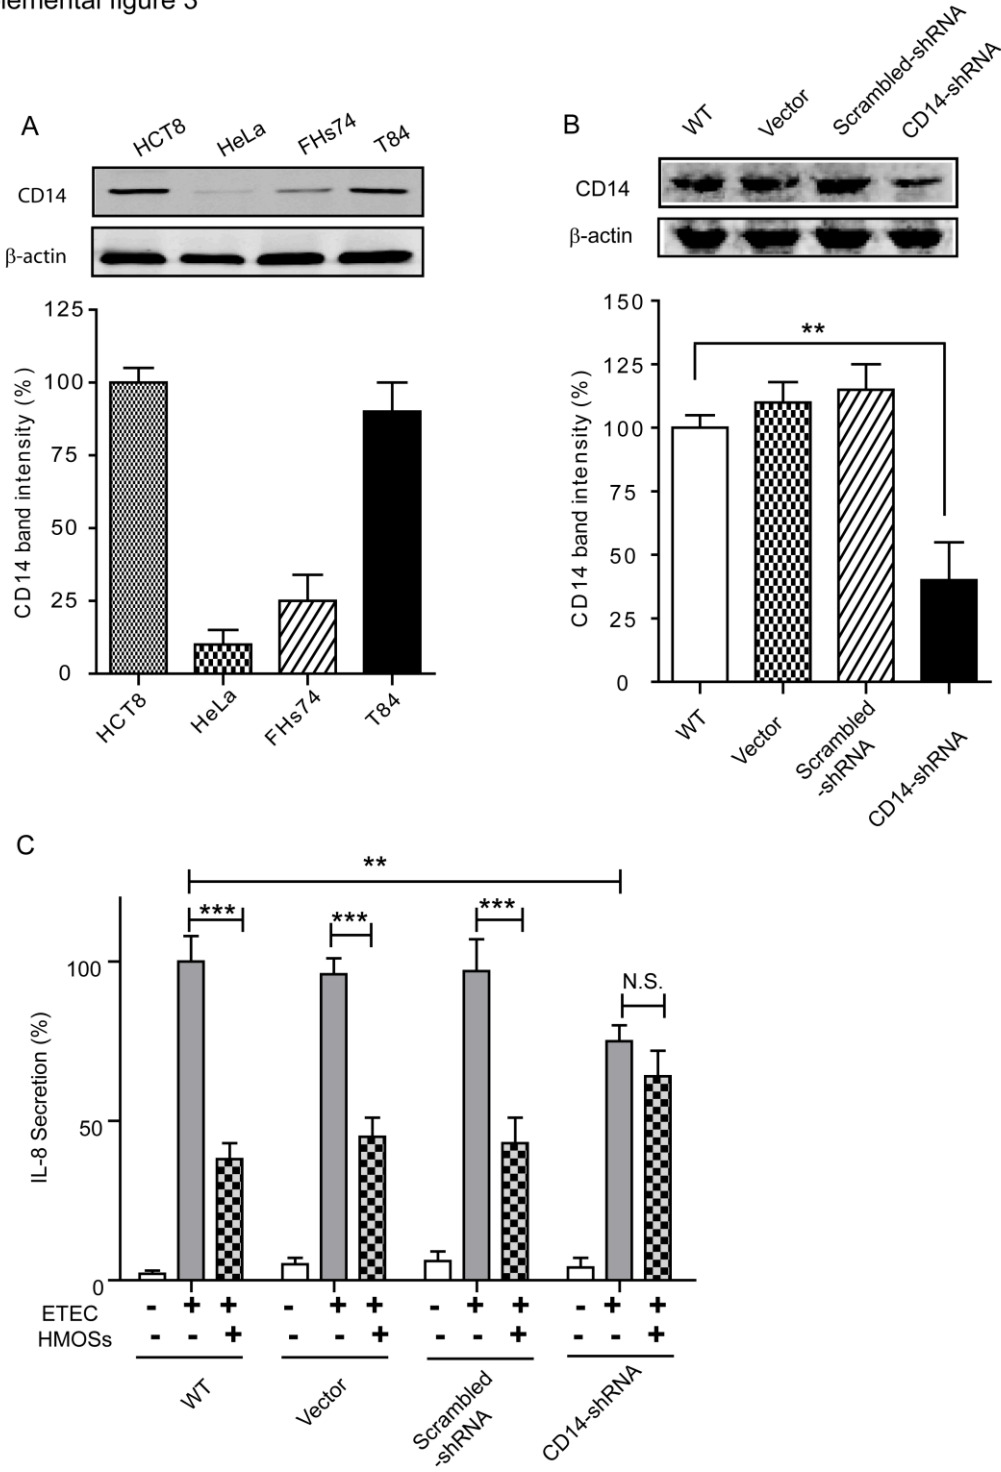 figure 3
A
HCT8 HeLa FHs74 T84
CD14
β-actin
125
100
75
50
25
0
CD14 band intensity (%)
HCT8 HeLa FHs74 T84
B
WT Vector Scrambled-shRNA CD14-shRNA
CD14
β-actin
150
125
100
75
50
25
0
CD14 band intensity (%)
**
WT Vector Scrambled
-shRNA
CD14-shRNA
C
**
*** *** *** N.S.
100
50
0
IL-8 Secretion (%)
ETEC - + + - + + - + + - + +
HMOSs - - + - - + - - + - - +
WT Vector Scrambled
-shRNA
CD14-shRNA